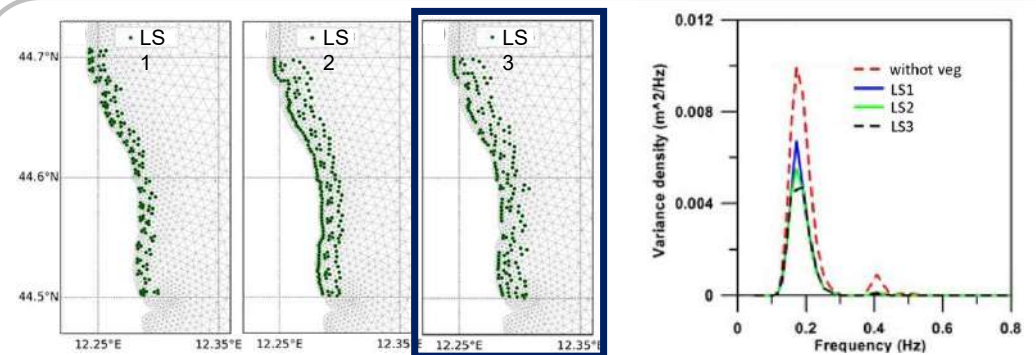 LS
1
LS
2
LS
3
44.7°N
44.6°N
44.5°N
12.25°E
12.35°E
12.25°E
12.35
12.25°E
12.35°E
0.012
0.008
0.004
0
Variance density (m^2/Hz)
withot veg
LS1
LS2
LS3
0
0.2
0.4
0.6
0.8
Frequency (Hz)